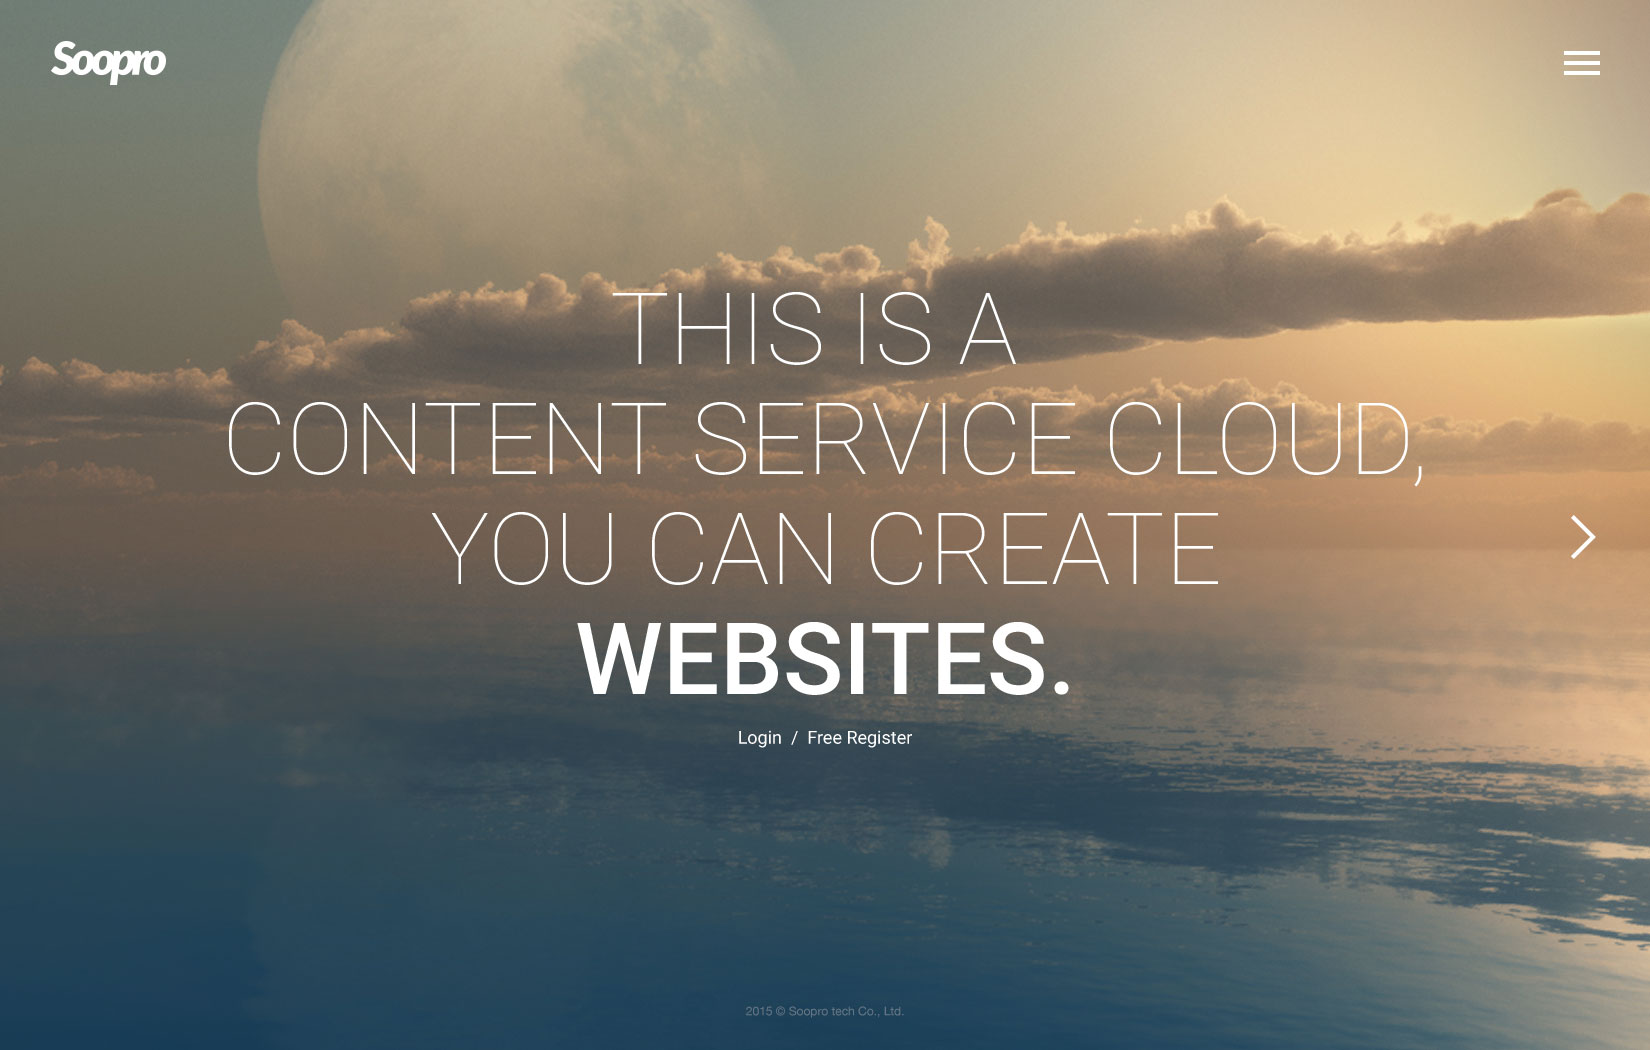 Soopro
THIS IS A
CONTENT SERVICE CLOUD,
YOU CAN CREATE
WEBSITES.
Login / Free Register
2015 © Soopro tech Co., Ltd.